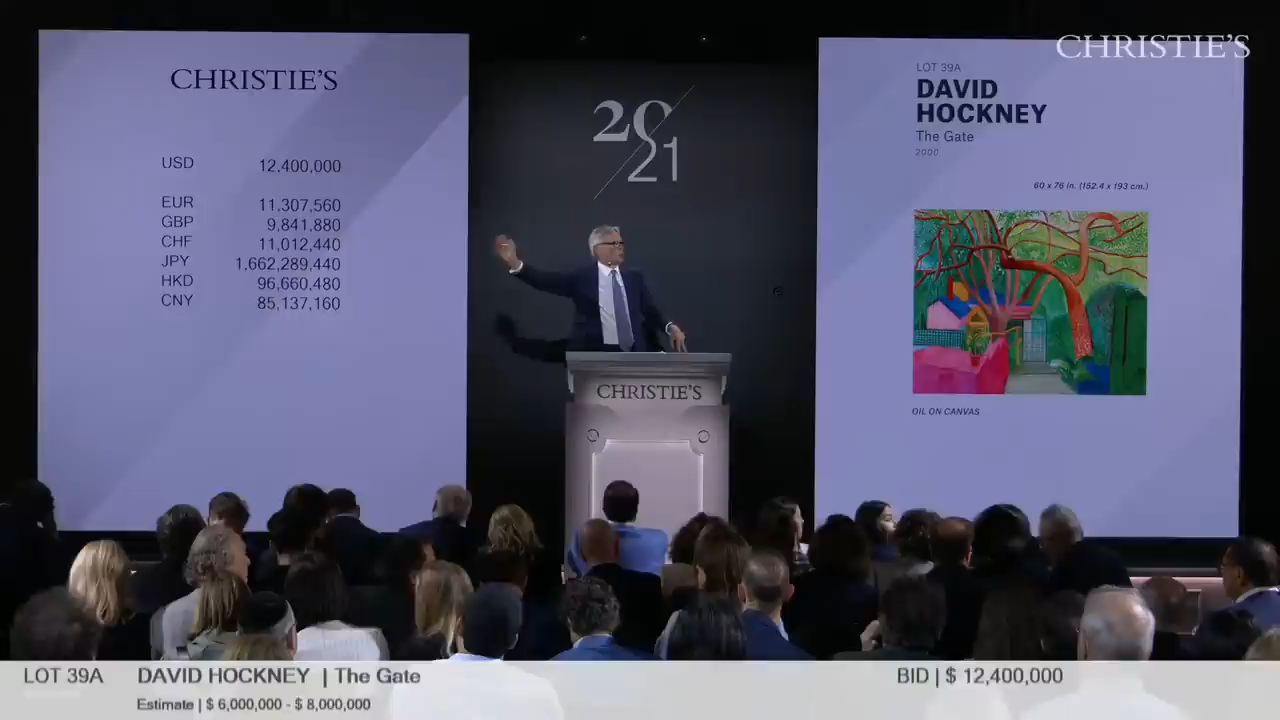 CHRISTIE'S
USD 12,400,000
EUR 11,307,560
GBP 9,841,880
CHF 11,012,440
JPY 1,662,289,440
HKD 96,660,480
CNY 85,137,160
20
21
CHRISTIE'S
CHRISTIE'S
LOT 39A
DAVID
HOCKNEY
The Gate
2000
60 x 76 in. (152.4 x 193 cm.)
OIL ON CANVAS
LOT 39A DAVID HOCKNEY | The Gate BID | $ 12,400,000
Estimate | $ 6,000,000 - $ 8,000,000